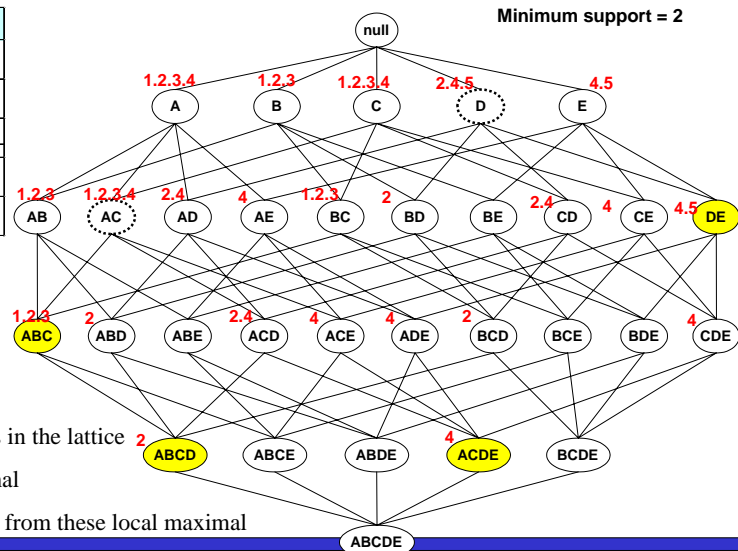 Minimum support = 2
null
1.2.3.4 1.2.3 1.2.3.4 2.4.5 4.5
A B C D E
1.2.3 1.2.3.4 2.4 4 1.2.3 2 2.4 4 4.5
AB AC AD AE BC BD BE CD CE DE
1.2.3 2 2.4 4 4 2 4
ABC ABD ABE ACD ACE ADE BCD BCE BDE CDE
in the lattice
2 4
ABCD ABCE ABDE ACDE BCDE
from these local maximal
ABCDE